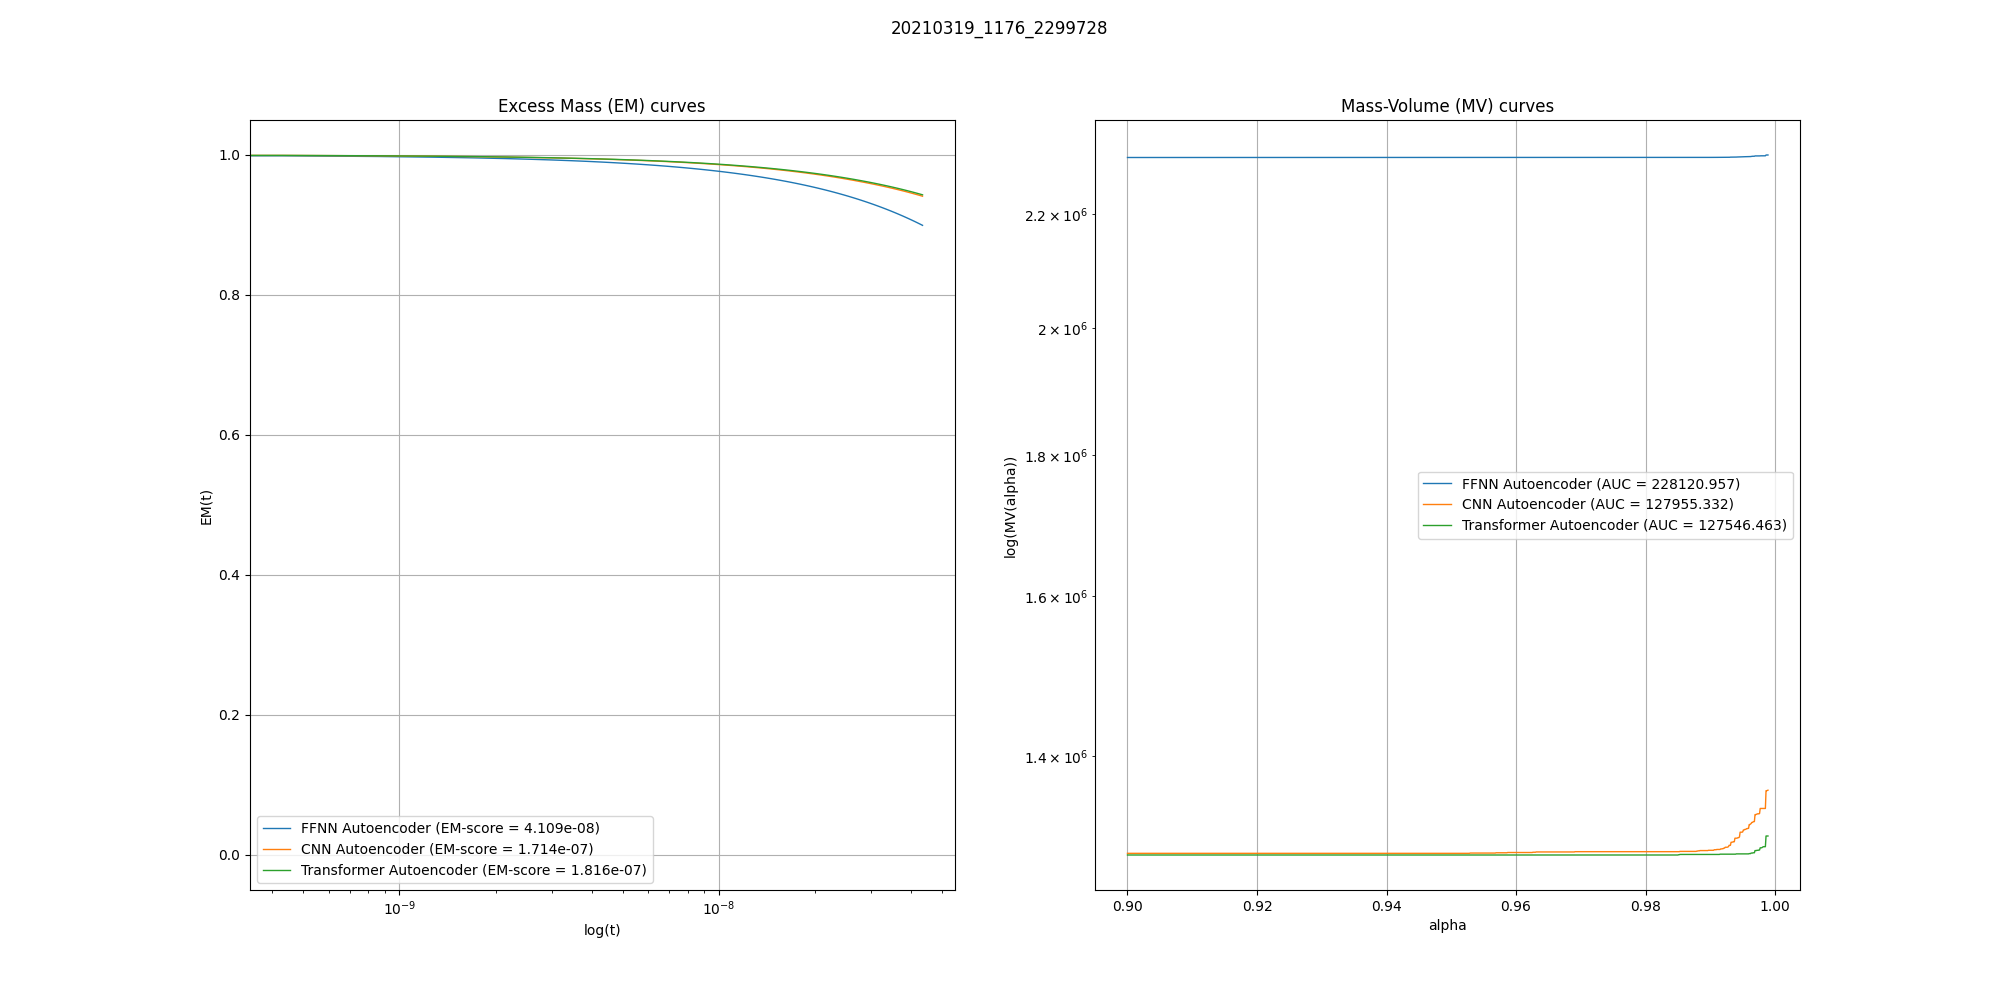 20210319_1176_2299728
Excess Mass (EM) curves
1.0
0.8
0.6
0.4
0.2
0.0
EM(t)
FFNN Autoencoder (EM-score = 4.109e-08)
CNN Autoencoder (EM-score = 1.714e-07)
Transformer Autoencoder (EM-score = 1.816e-07)
10⁻⁹ 10⁻⁸
log(t)
Mass-Volume (MV) curves
2.2 × 10⁶
2 × 10⁶
1.8 × 10⁶
1.6 × 10⁶
1.4 × 10⁶
log(MV(alpha))
FFNN Autoencoder (AUC = 228120.957)
CNN Autoencoder (AUC = 127955.332)
Transformer Autoencoder (AUC = 127546.463)
0.90 0.92 0.94 0.96 0.98 1.00
alpha